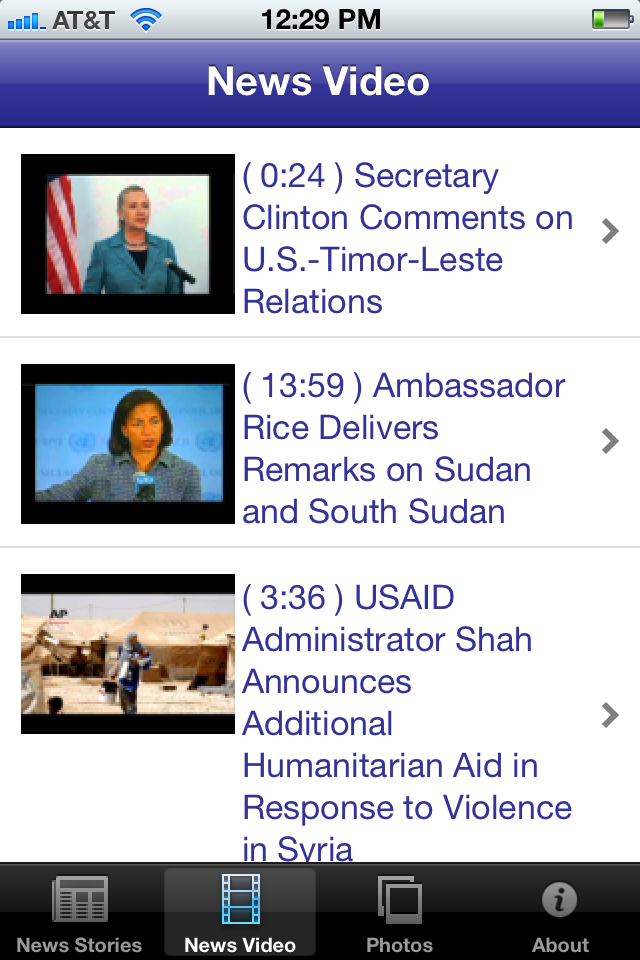 AT&T 12:29 PM
News Video
( 0:24 ) Secretary
Clinton Comments on
U.S.-Timor-Leste
Relations
( 13:59 ) Ambassador
Rice Delivers
Remarks on Sudan
and South Sudan
AP
( 3:36 ) USAID
Administrator Shah
Announces
Additional
Humanitarian Aid in
Response to Violence
in Syria
News Stories News Video Photos About